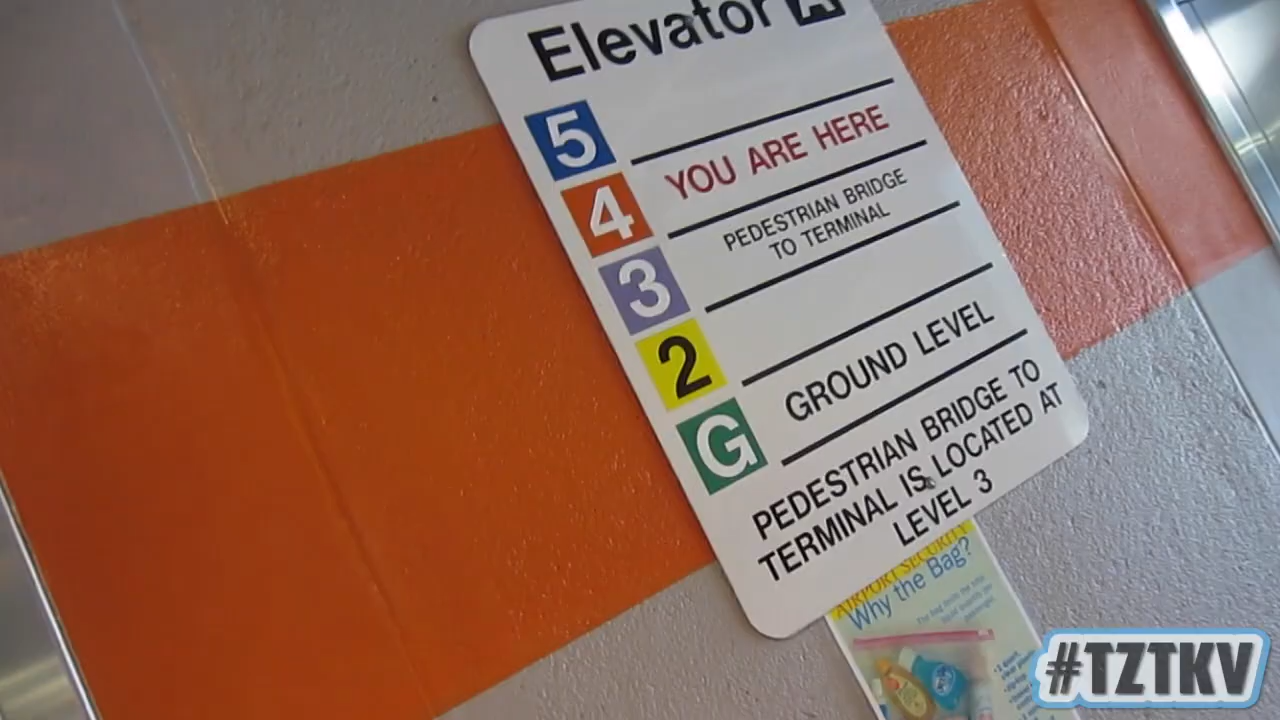 Elevator A
5
4 YOU ARE HERE
3 PEDESTRIAN BRIDGE
TO TERMINAL
2
G GROUND LEVEL
PEDESTRIAN BRIDGE TO
TERMINAL IS LOCATED AT
LEVEL 3
AIRPORT SECURITY
Why the Bag?
#TZTKV